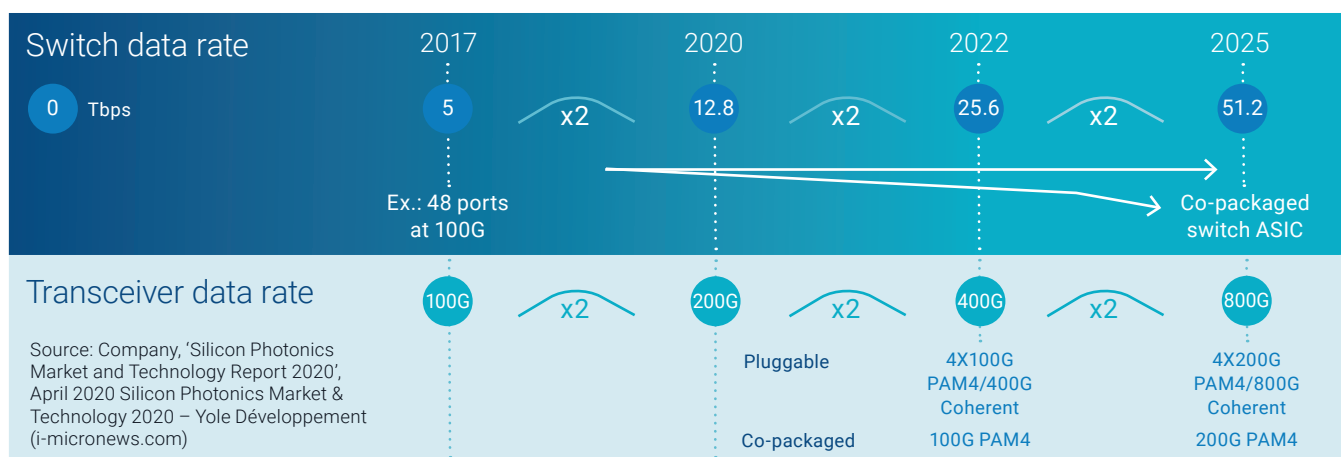 Switch data rate
2017
2020
2022
2025
0 Tbps
5
x2
12.8
x2
25.6
x2
51.2
Ex.: 48 ports
at 100G
Co-packaged
switch ASIC
Transceiver data rate
100G
x2
200G
x2
400G
x2
800G
Source: Company, ‘Silicon Photonics
Market and Technology Report 2020’,
April 2020 Silicon Photonics Market &
Technology 2020 – Yole Développement
(i-micronews.com)
Pluggable
4X100G
PAM4/400G
Coherent
4X200G
PAM4/800G
Coherent
Co-packaged
100G PAM4
200G PAM4